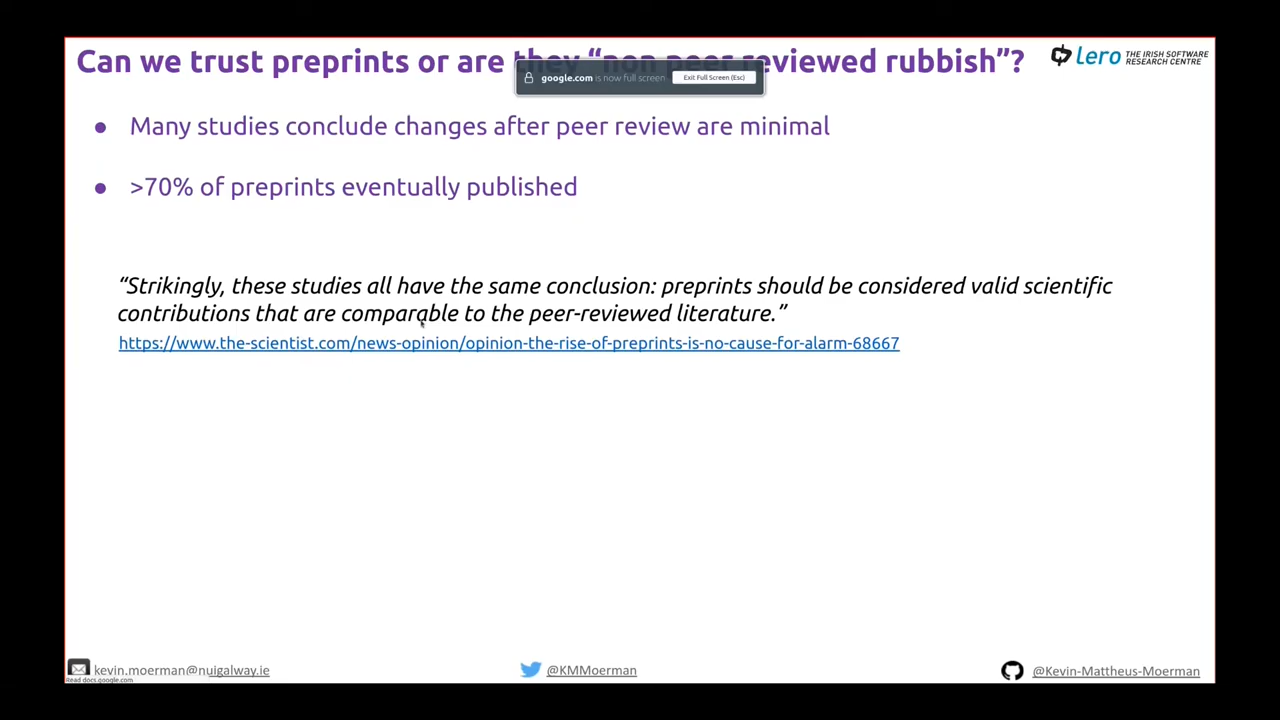 Can we trust preprints or are they “non peer reviewed rubbish”?
google.com is now full screen
Exit Full Screen (Esc)
Lero THE IRISH SOFTWARE
RESEARCH CENTRE
● Many studies conclude changes after peer review are minimal
● >70% of preprints eventually published
“Strikingly, these studies all have the same conclusion: preprints should be considered valid scientific
contributions that are comparable to the peer-reviewed literature.”
https://www.the-scientist.com/news-opinion/opinion-the-rise-of-preprints-is-no-cause-for-alarm-68667
kevin.moerman@nuigalway.ie
@KMMoerman
@Kevin-Mattheus-Moerman
Read docs.google.com